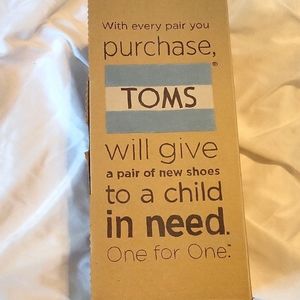 With every pair you
purchase,
TOMS®
will give
a pair of new shoes
to a child
in need.
One for One.™